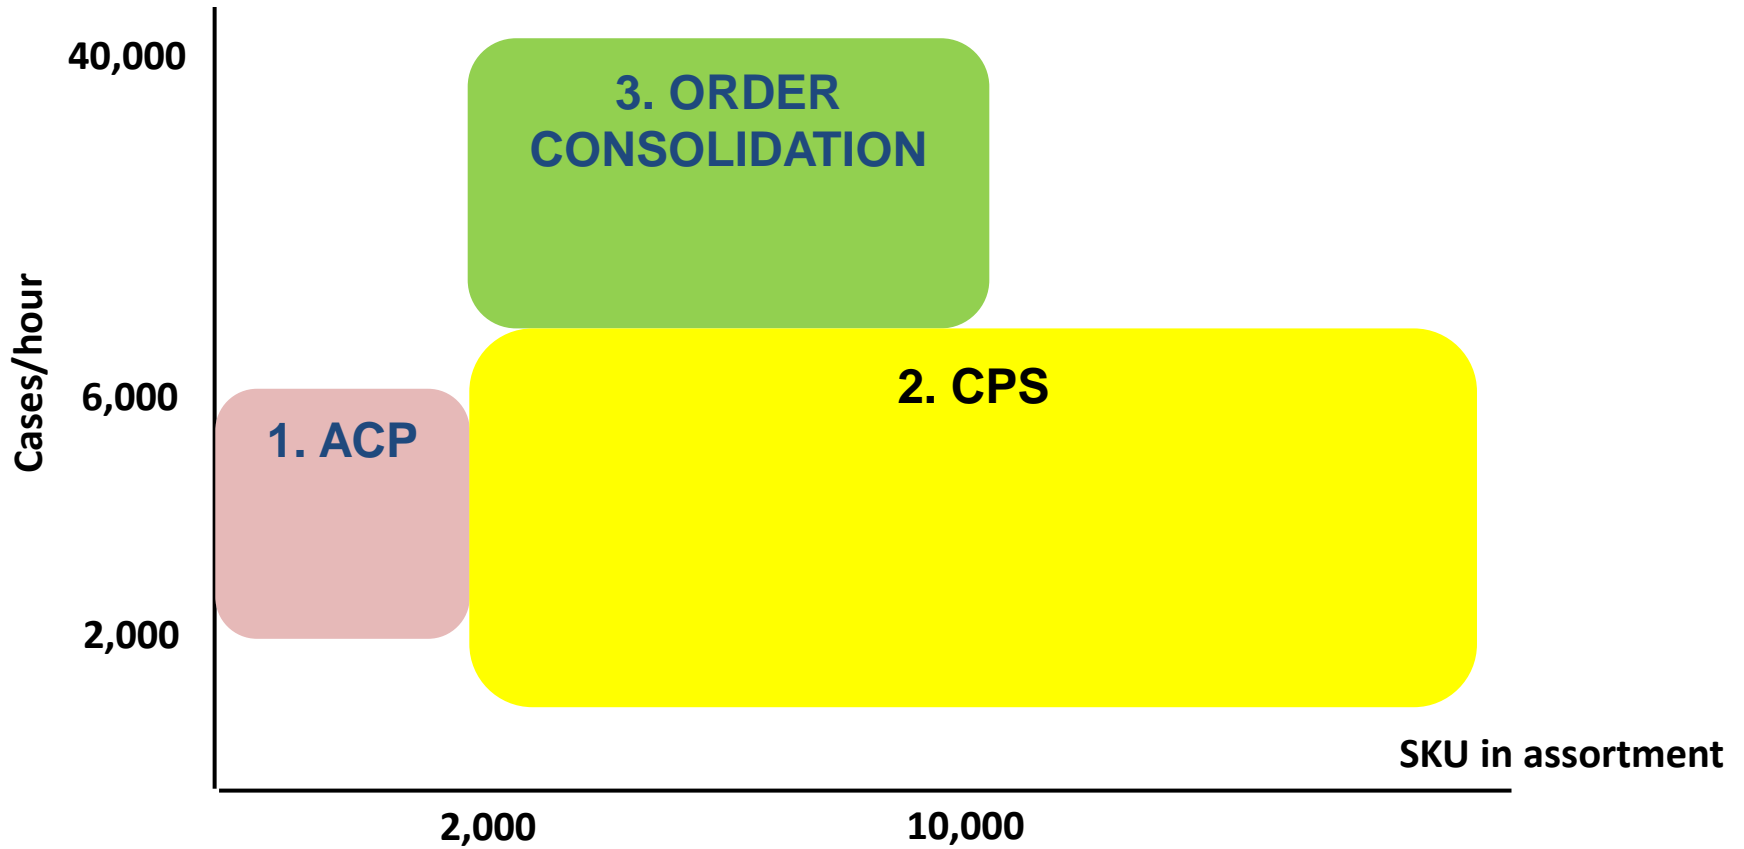 40,000
3. ORDER
CONSOLIDATION
Cases/hour
6,000
2. CPS
1. ACP
2,000
SKU in assortment
2,000
10,000